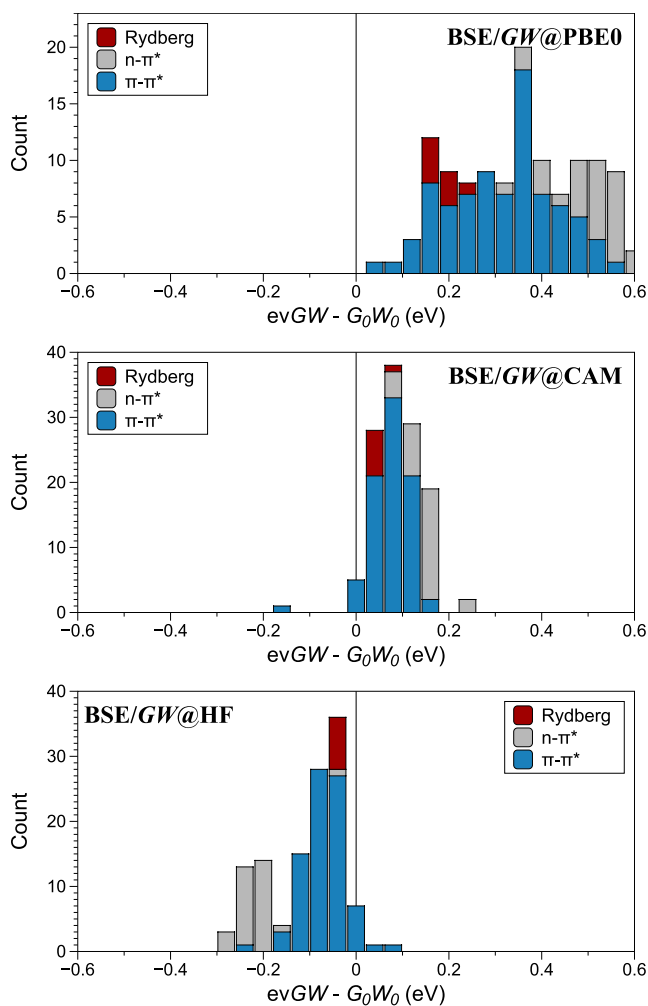 BSE/GW@PBE0
Rydberg
n-π*
π-π*
Count
20
15
10
5
0
−0.6 −0.4 −0.2 0 0.2 0.4 0.6
evGW - G₀W₀ (eV)
BSE/GW@CAM
Rydberg
n-π*
π-π*
Count
40
30
20
10
0
−0.6 −0.4 −0.2 0 0.2 0.4 0.6
evGW - G₀W₀ (eV)
BSE/GW@HF
Rydberg
n-π*
π-π*
Count
40
30
20
10
0
−0.6 −0.4 −0.2 0 0.2 0.4 0.6
evGW - G₀W₀ (eV)